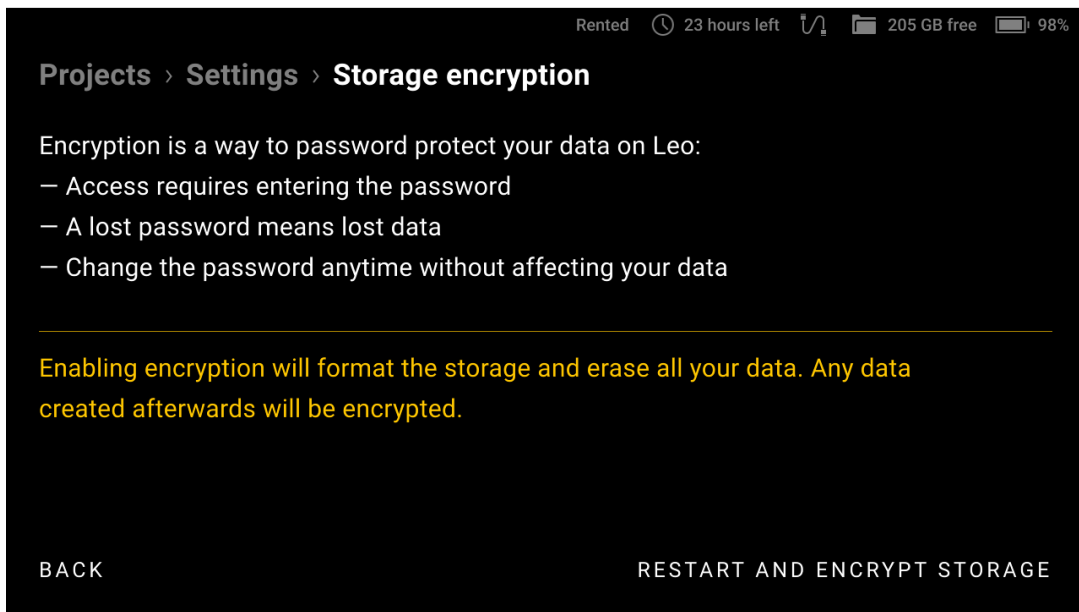 Rented 23 hours left 205 GB free 98%
Projects › Settings › Storage encryption
Encryption is a way to password protect your data on Leo:
— Access requires entering the password
— A lost password means lost data
— Change the password anytime without affecting your data
Enabling encryption will format the storage and erase all your data. Any data
created afterwards will be encrypted.
BACK RESTART AND ENCRYPT STORAGE